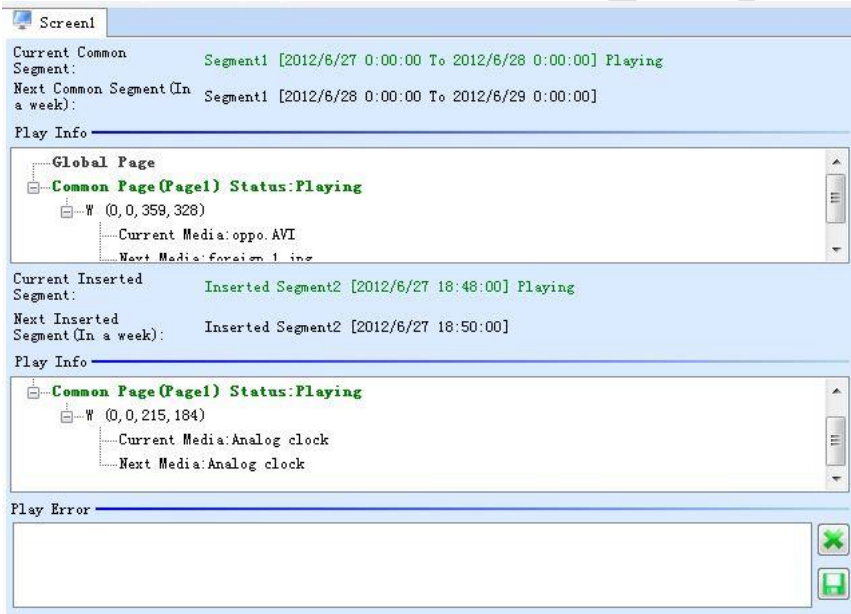 Screen1
Current Common
Segment:
Segment1 [2012/6/27 0:00:00 To 2012/6/28 0:00:00] Playing
Next Common Segment(In
a week):
Segment1 [2012/6/28 0:00:00 To 2012/6/29 0:00:00]
Play Info
Global Page
Common Page(Page1) Status:Playing
W (0,0,359,328)
Current Media:oppo.AVI
Next Media:foreign 1
Current Inserted
Segment:
Inserted Segment2 [2012/6/27 18:48:00] Playing
Next Inserted
Segment(In a week):
Inserted Segment2 [2012/6/27 18:50:00]
Play Info
Common Page(Page1) Status:Playing
W (0,0,215,184)
Current Media:Analog clock
Next Media:Analog clock
Play Error